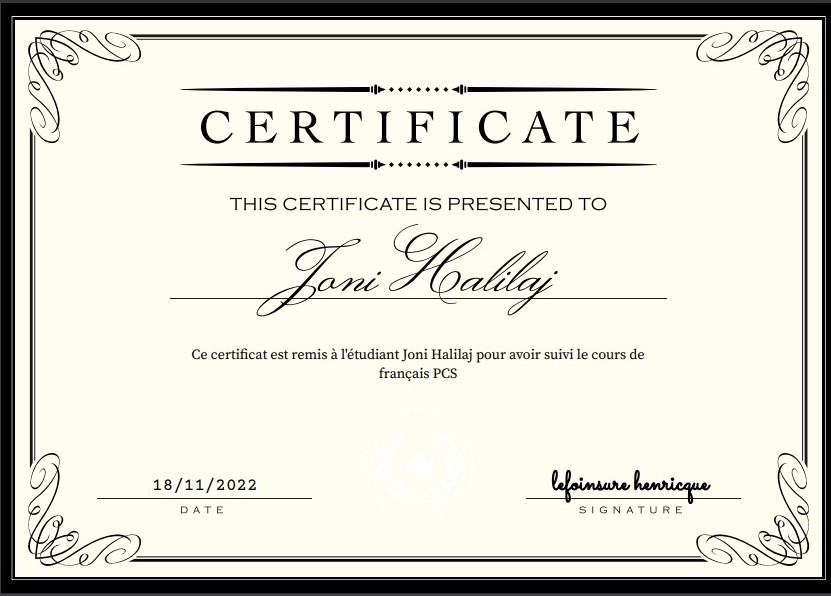 CERTIFICATE
THIS CERTIFICATE IS PRESENTED TO
Joni Halilaj
Ce certificat est remis à l'étudiant Joni Halilaj pour avoir suivi le cours de
français PCS
18/11/2022
lefoinsure henricque
DATE
SIGNATURE